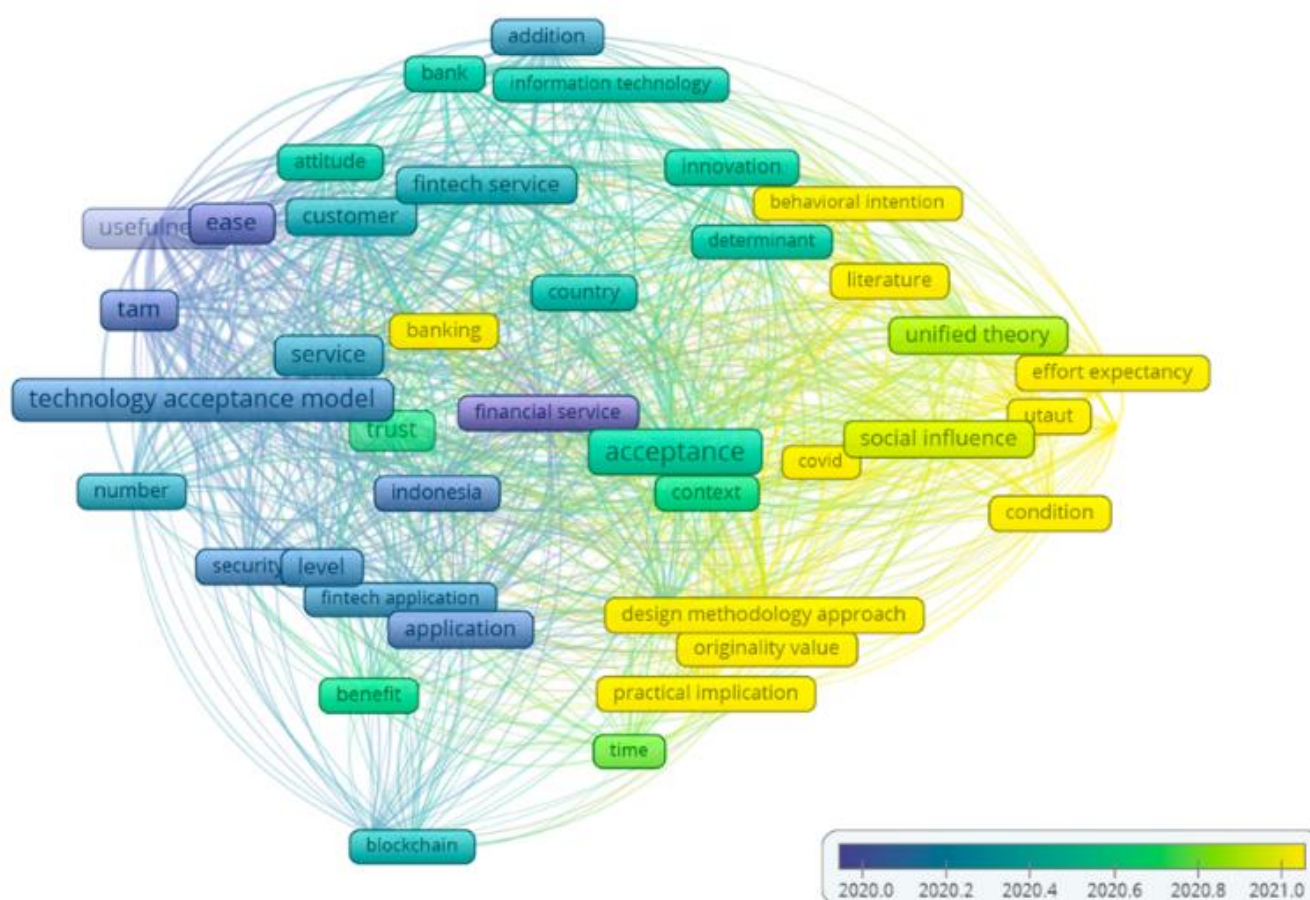 addition
bank
information technology
attitude
innovation
fintech service
behavioral intention
usefulne
ease
customer
determinant
literature
country
tam
banking
unified theory
service
effort expectancy
technology acceptance model
financial service
utaut
trust
social influence
acceptance
covid
number
indonesia
context
condition
security
level
fintech application
design methodology approach
application
originality value
benefit
practical implication
time
blockchain
2020.0 2020.2 2020.4 2020.6 2020.8 2021.0